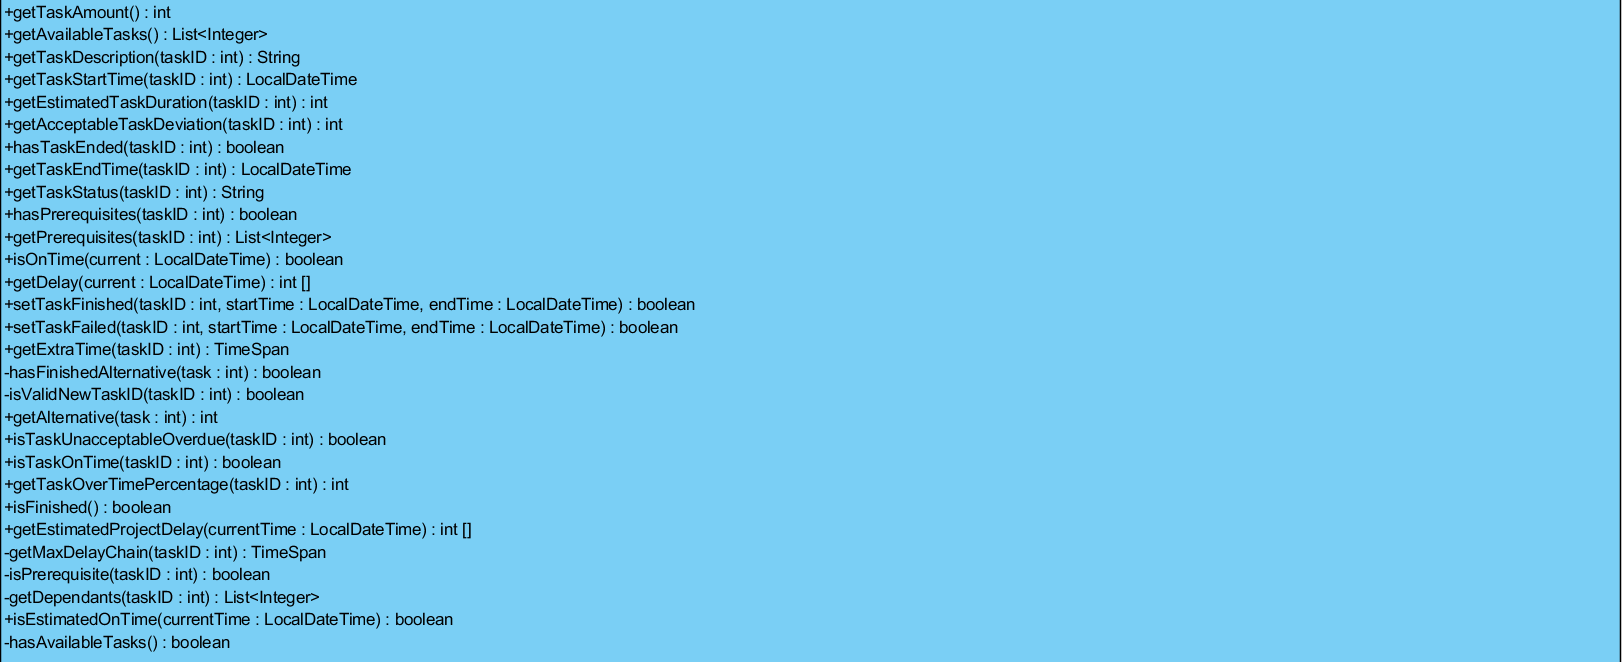 +getTaskAmount() : int
+getAvailableTasks() : List<Integer>
+getTaskDescription(taskID : int) : String
+getTaskStartTime(taskID : int) : LocalDateTime
+getEstimatedTaskDuration(taskID : int) : int
+getAcceptableTaskDeviation(taskID : int) : int
+hasTaskEnded(taskID : int) : boolean
+getTaskEndTime(taskID : int) : LocalDateTime
+getTaskStatus(taskID : int) : String
+hasPrerequisites(taskID : int) : boolean
+getPrerequisites(taskID : int) : List<Integer>
+isOnTime(current : LocalDateTime) : boolean
+getDelay(current : LocalDateTime) : int []
+setTaskFinished(taskID : int, startTime : LocalDateTime, endTime : LocalDateTime) : boolean
+setTaskFailed(taskID : int, startTime : LocalDateTime, endTime : LocalDateTime) : boolean
+getExtraTime(taskID : int) : TimeSpan
-hasFinishedAlternative(task : int) : boolean
-isValidNewTaskID(taskID : int) : boolean
+getAlternative(task : int) : int
+isTaskUnacceptableOverdue(taskID : int) : boolean
+isTaskOnTime(taskID : int) : boolean
+getTaskOverTimePercentage(taskID : int) : int
+isFinished() : boolean
+getEstimatedProjectDelay(currentTime : LocalDateTime) : int []
-getMaxDelayChain(taskID : int) : TimeSpan
-isPrerequisite(taskID : int) : boolean
-getDependants(taskID : int) : List<Integer>
+isEstimatedOnTime(currentTime : LocalDateTime) : boolean
-hasAvailableTasks() : boolean